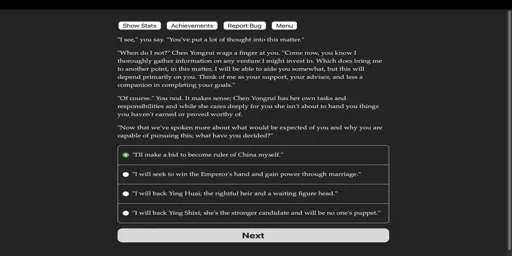 Show Stats
Achievements
Report Bug
Menu
"I see," you say. "You've put a lot of thought into this matter."
"When do I not?" Chen Yongrui wags a finger at you. "Come now, you know I
thoroughly gather information on any venture I might invest in. Which does bring me
to another point, in this matter, I will be able to aide you somewhat, but this will
depend primarily on you. Think of me as your support, your advisor, and less a
companion in completing your goals."
"Of course." You nod. It makes sense; Chen Yongrui has her own tasks and
responsibilities and while she cares deeply for you she isn't about to hand you things
you haven't earned or proved worthy of.
"Now that we've spoken more about what would be expected of you and why you are
capable of pursuing this; what have you decided?"
"I'll make a bid to become ruler of China myself."
"I will seek to win the Emperor's hand and gain power through marriage."
"I will back Ying Huai, the rightful heir and a waiting figure head."
"I will back Ying Shixi; she's the stronger candidate and will be no one's puppet."
Next